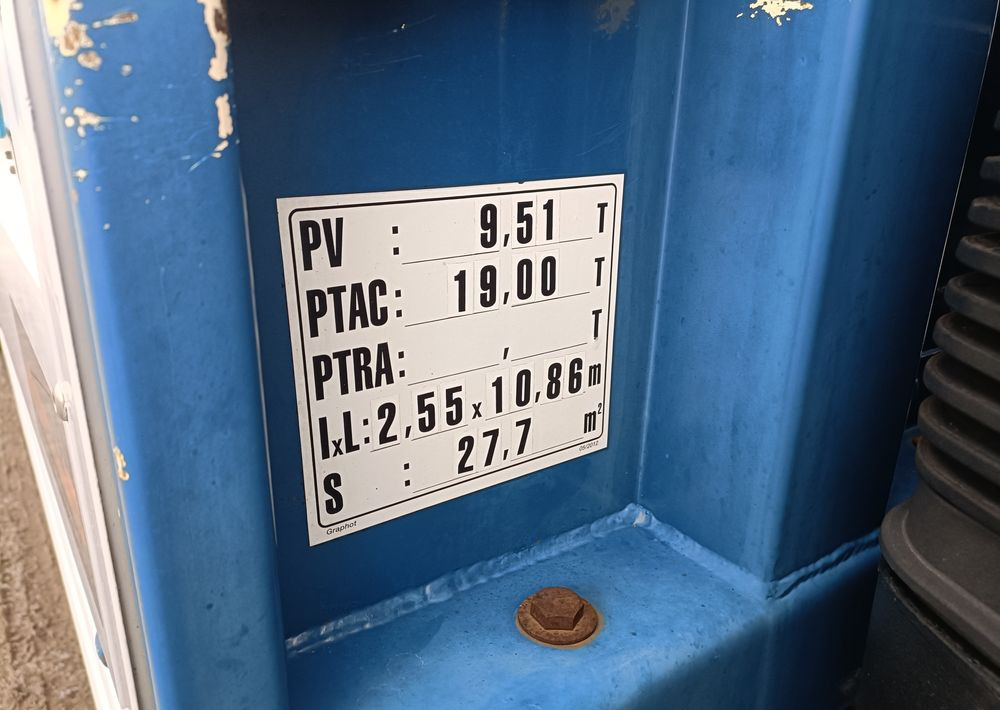 PV : 9,51 T
PTAC: 19,00 T
PTRA: , T
lxL: 2,55 x 10,86 m
S : 27,7 m²
Graphot 05/2012